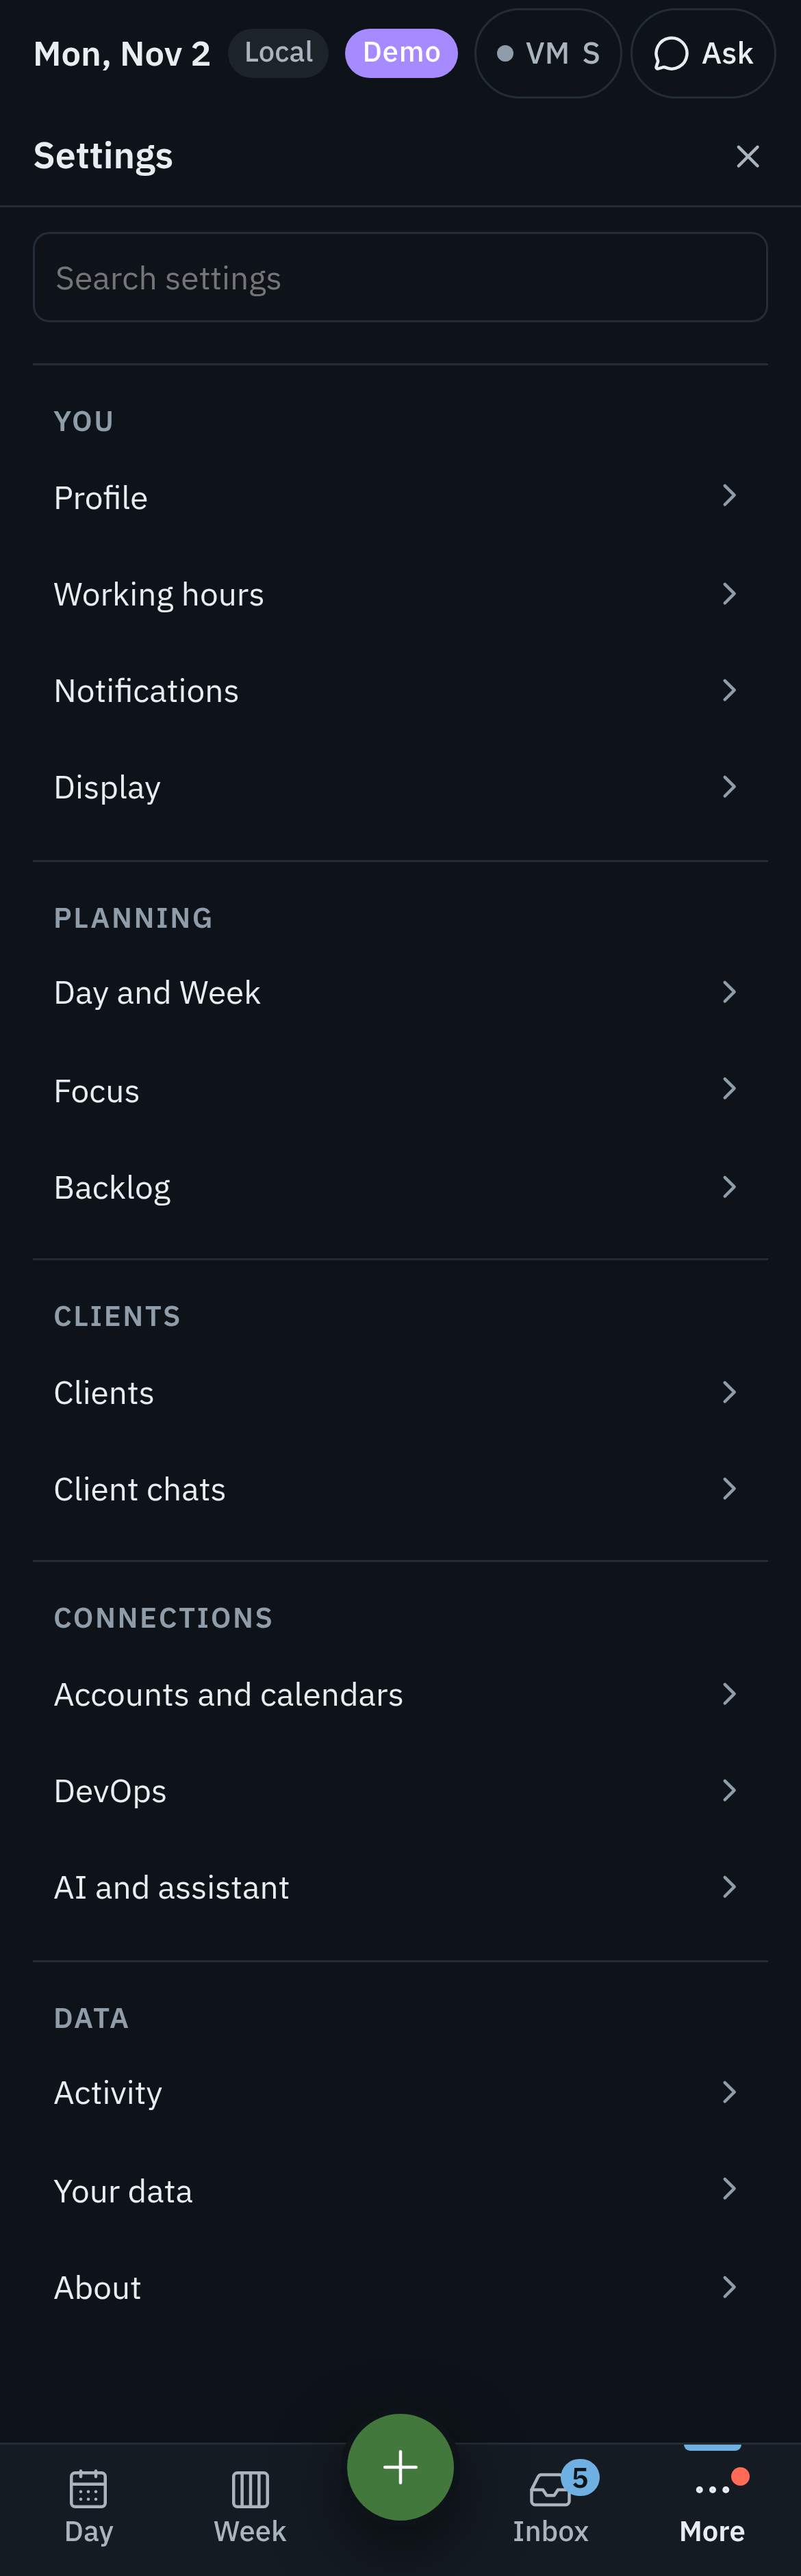 Mon, Nov 2 Local Demo VM S Ask
Settings
Search settings
YOU
Profile
Working hours
Notifications
Display
PLANNING
Day and Week
Focus
Backlog
CLIENTS
Clients
Client chats
CONNECTIONS
Accounts and calendars
DevOps
AI and assistant
DATA
Activity
Your data
About
5
Day Week Inbox More